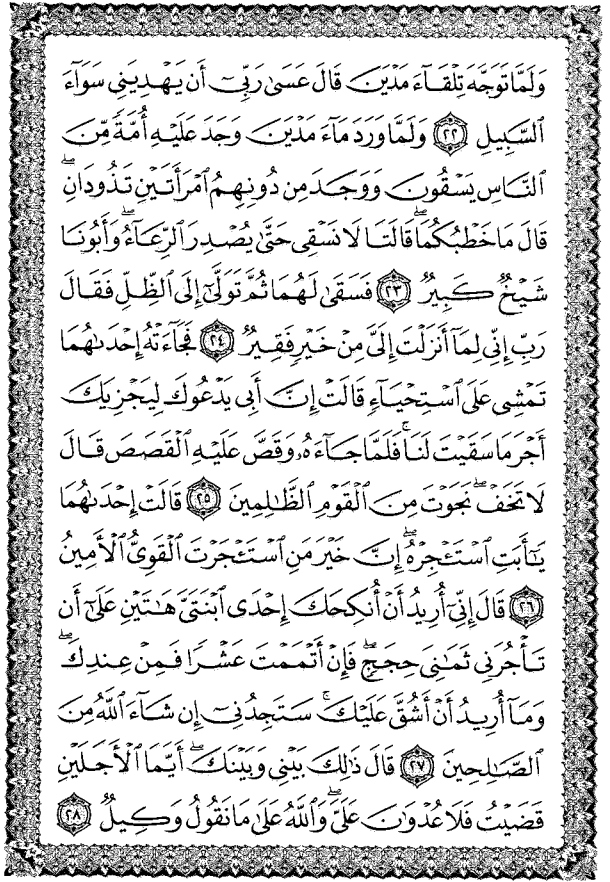 وَلَمَّا تَوَجَّهَ تِلْقَآءَ مَدْيَنَ قَالَ عَسَىٰ رَبِّىٓ أَن يَهْدِيَنِى سَوَآءَ
ٱلسَّبِيلِ ٢٢ وَلَمَّا وَرَدَ مَآءَ مَدْيَنَ وَجَدَ عَلَيْهِ أُمَّةً مِّنَ
ٱلنَّاسِ يَسْقُونَ وَوَجَدَ مِن دُونِهِمُ ٱمْرَأَتَيْنِ تَذُودَانِ ۖ
قَالَ مَا خَطْبُكُمَا ۖ قَالَتَا لَا نَسْقِى حَتَّىٰ يُصْدِرَ ٱلرِّعَآءُ ۖ وَأَبُونَا
شَيْخٌ كَبِيرٌ ٢٣ فَسَقَىٰ لَهُمَا ثُمَّ تَوَلَّىٰٓ إِلَى ٱلظِّلِّ فَقَالَ
رَبِّ إِنِّى لِمَآ أَنزَلْتَ إِلَىَّ مِنْ خَيْرٍ فَقِيرٌ ٢٤ فَجَآءَتْهُ إِحْدَىٰهُمَا
تَمْشِى عَلَى ٱسْتِحْيَآءٍ قَالَتْ إِنَّ أَبِى يَدْعُوكَ لِيَجْزِيَكَ
أَجْرَ مَا سَقَيْتَ لَنَا ۚ فَلَمَّا جَآءَهُۥ وَقَصَّ عَلَيْهِ ٱلْقَصَصَ قَالَ
لَا تَخَفْ ۖ نَجَوْتَ مِنَ ٱلْقَوْمِ ٱلظَّٰلِمِينَ ٢٥ قَالَتْ إِحْدَىٰهُمَا
يَٰٓأَبَتِ ٱسْتَـْٔجِرْهُ ۖ إِنَّ خَيْرَ مَنِ ٱسْتَـْٔجَرْتَ ٱلْقَوِىُّ ٱلْأَمِينُ
٢٦ قَالَ إِنِّىٓ أُرِيدُ أَنْ أُنكِحَكَ إِحْدَى ٱبْنَتَىَّ هَٰتَيْنِ عَلَىٰٓ أَن
تَأْجُرَنِى ثَمَٰنِىَ حِجَجٍ ۖ فَإِنْ أَتْمَمْتَ عَشْرًا فَمِنْ عِندِكَ ۖ
وَمَآ أُرِيدُ أَنْ أَشُقَّ عَلَيْكَ ۚ سَتَجِدُنِىٓ إِن شَآءَ ٱللَّهُ مِنَ
ٱلصَّٰلِحِينَ ٢٧ قَالَ ذَٰلِكَ بَيْنِى وَبَيْنَكَ ۖ أَيَّمَا ٱلْأَجَلَيْنِ
قَضَيْتُ فَلَا عُدْوَٰنَ عَلَىَّ ۖ وَٱللَّهُ عَلَىٰ مَا نَقُولُ وَكِيلٌ ٢٨